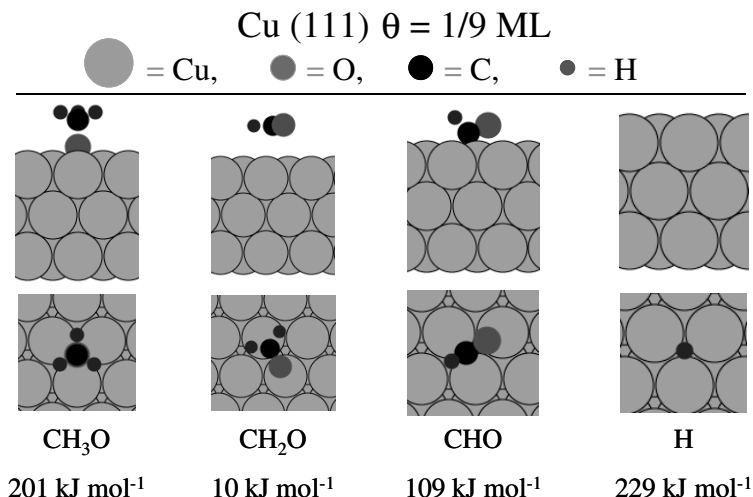 Cu (111) θ = 1/9 ML
= Cu, = O, = C, = H
CH₃O CH₂O CHO H
201 kJ mol⁻¹ 10 kJ mol⁻¹ 109 kJ mol⁻¹ 229 kJ mol⁻¹